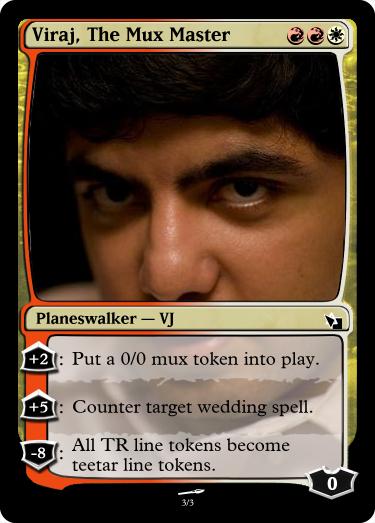 Viraj, The Mux Master
Planeswalker — VJ
+2: Put a 0/0 mux token into play.
+5: Counter target wedding spell.
-8: All TR line tokens become
teetar line tokens.
0
3/3